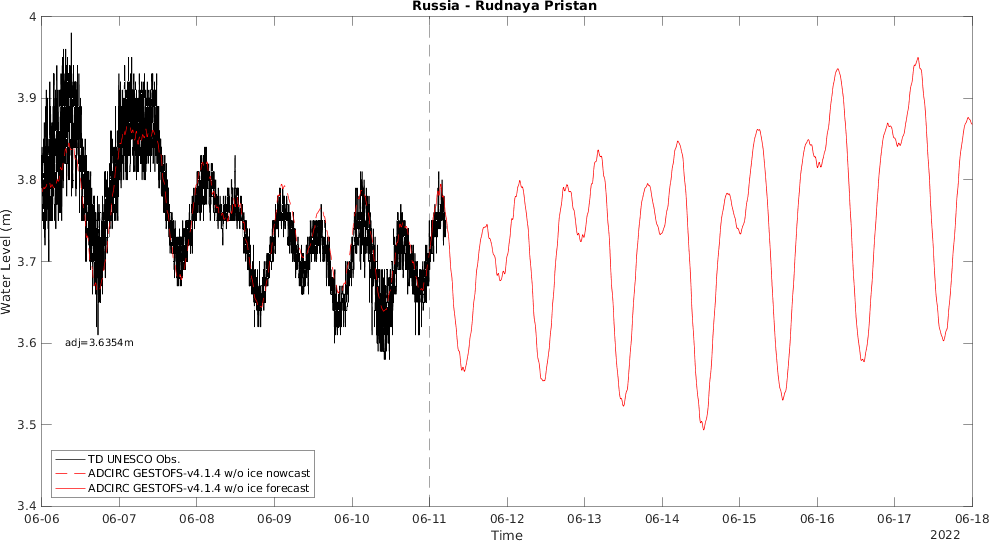 Russia - Rudnaya Pristan
Water Level (m)
4
3.9
3.8
3.7
3.6
3.5
3.4
adj=3.6354m
TD UNESCO Obs.
ADCIRC GESTOFS-v4.1.4 w/o ice nowcast
ADCIRC GESTOFS-v4.1.4 w/o ice forecast
06-06 06-07 06-08 06-09 06-10 06-11 06-12 06-13 06-14 06-15 06-16 06-17 06-18
Time
2022